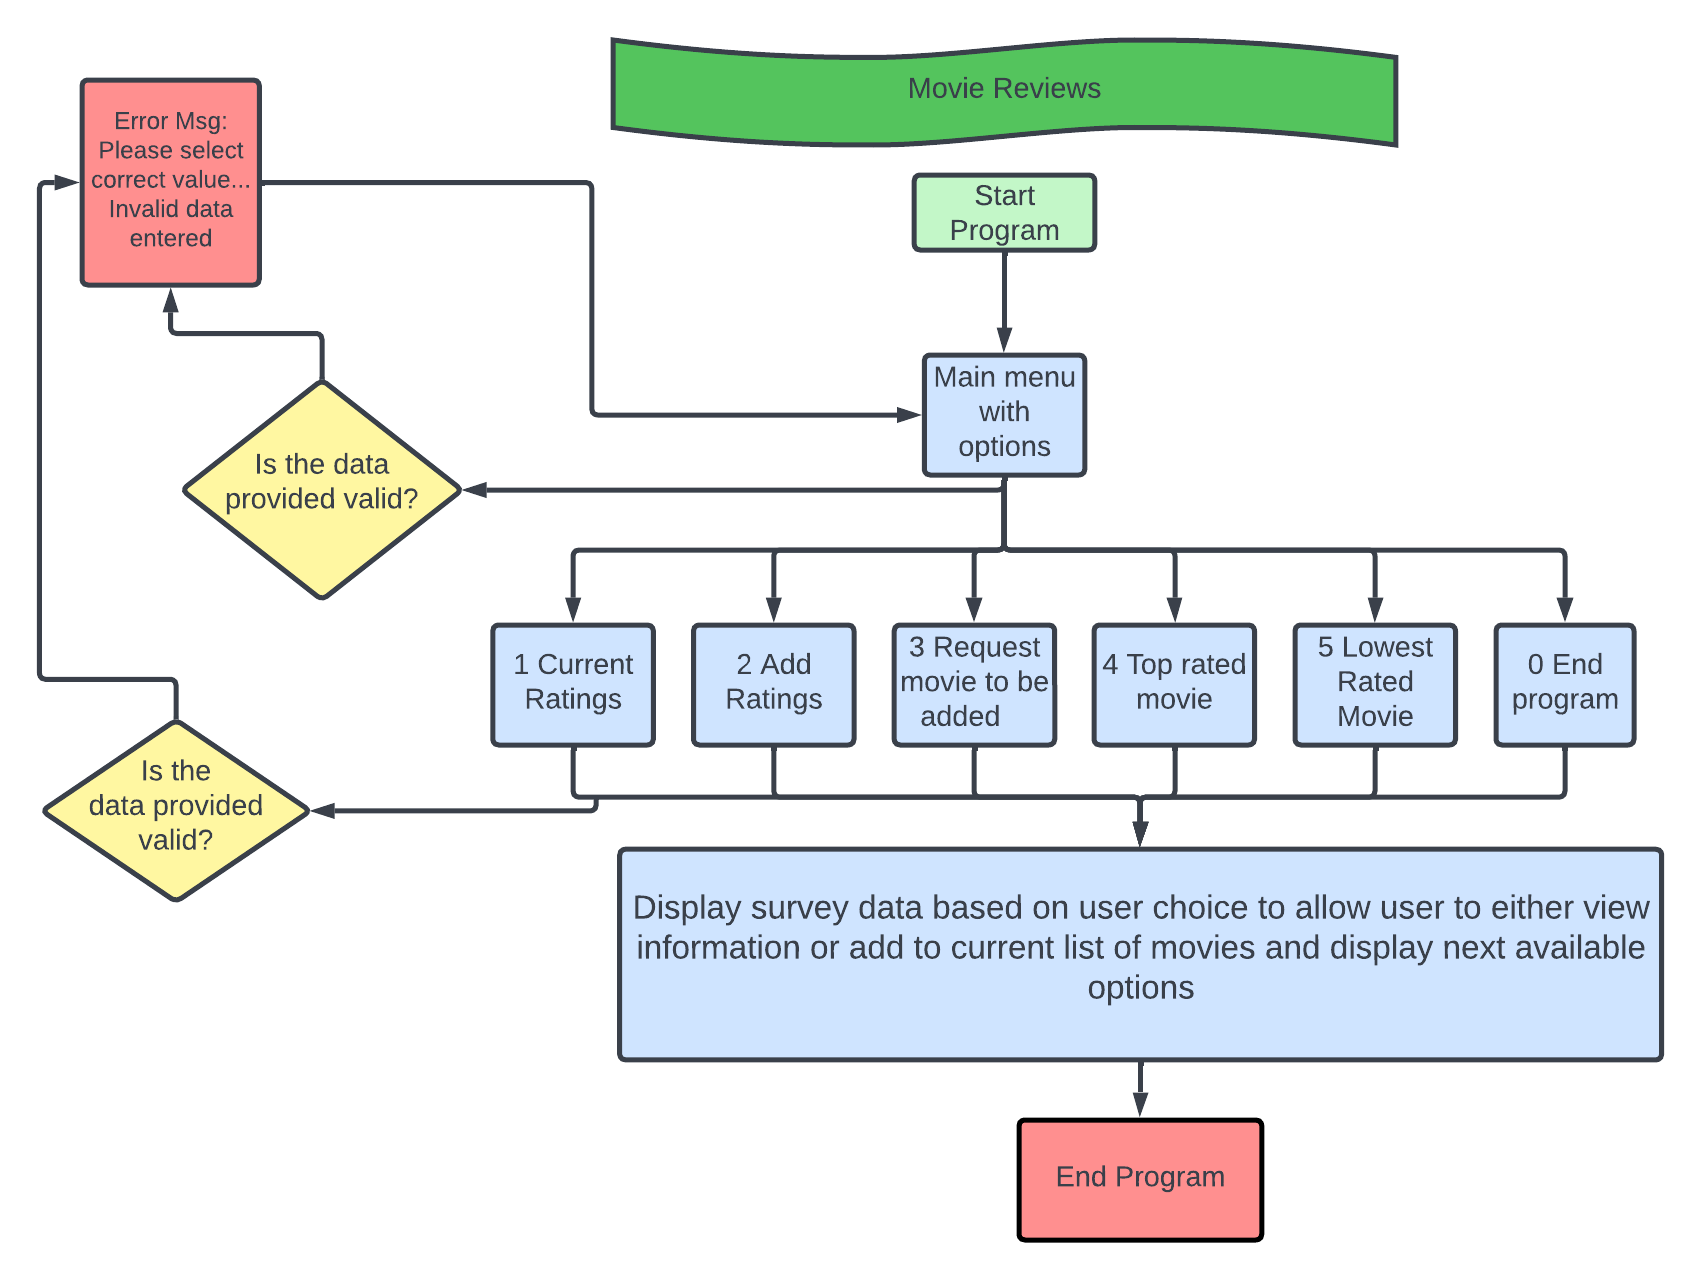 Movie Reviews
Error Msg:
Please select
correct value...
Invalid data
entered
Start
Program
Main menu
with
options
Is the data
provided valid?
1 Current
Ratings
2 Add
Ratings
3 Request
movie to be
added
4 Top rated
movie
5 Lowest
Rated
Movie
0 End
program
Is the
data provided
valid?
Display survey data based on user choice to allow user to either view
information or add to current list of movies and display next available
options
End Program